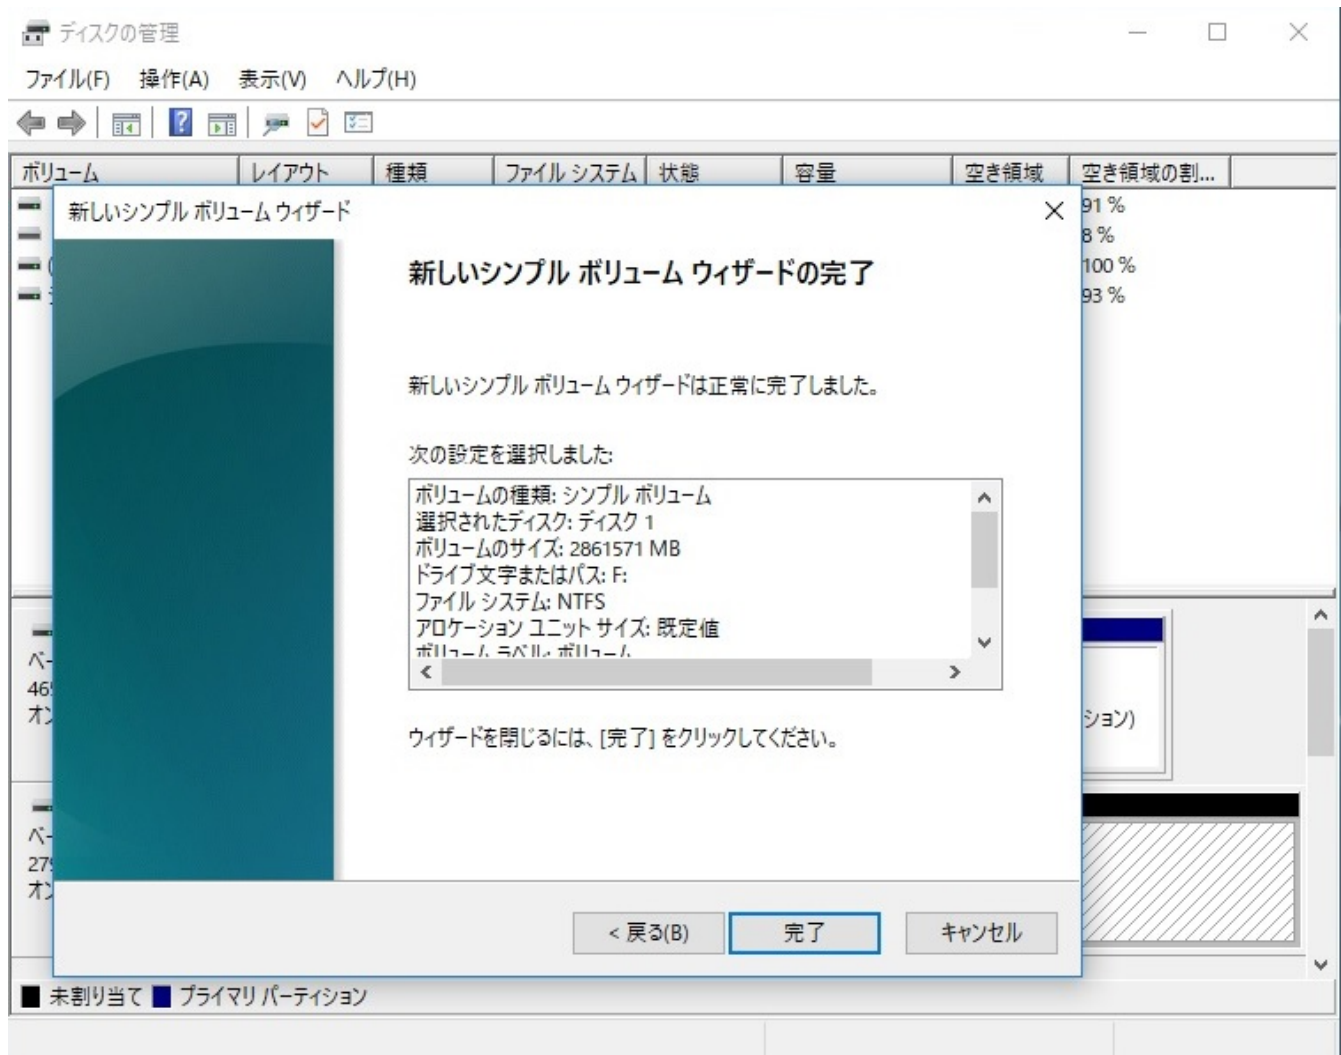 ディスクの管理
ファイル(F) 操作(A) 表示(V) ヘルプ(H)
ボリューム レイアウト 種類 ファイル システム 状態 容量 空き領域 空き領域の割...
91 %
8 %
100 %
93 %
新しいシンプル ボリューム ウィザード
新しいシンプル ボリューム ウィザードの完了
新しいシンプル ボリューム ウィザードは正常に完了しました。
次の設定を選択しました:
ボリュームの種類: シンプル ボリューム
選択されたディスク: ディスク 1
ボリュームのサイズ: 2861571 MB
ドライブ文字またはパス: F:
ファイル システム: NTFS
アロケーション ユニット サイズ: 既定値
ボリューム ラベル: ボリューム
ウィザードを閉じるには、[完了] をクリックしてください。
< 戻る(B) 完了 キャンセル
ション)
未割り当て プライマリ パーティション